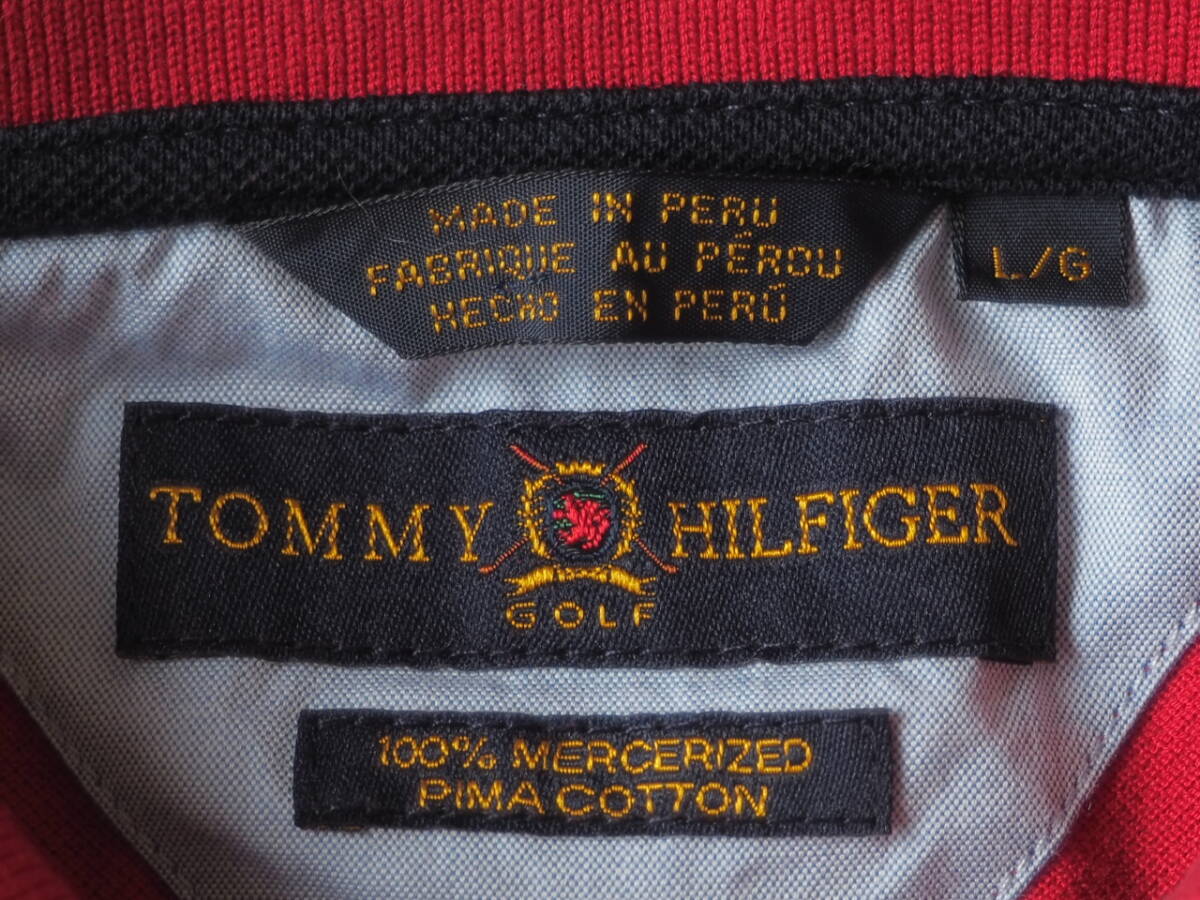 MADE IN PERU
FABRIQUE AU PÉROU
HECHO EN PERÚ
L/G
TOMMY HILFIGER
GOLF
100% MERCERIZED
PIMA COTTON